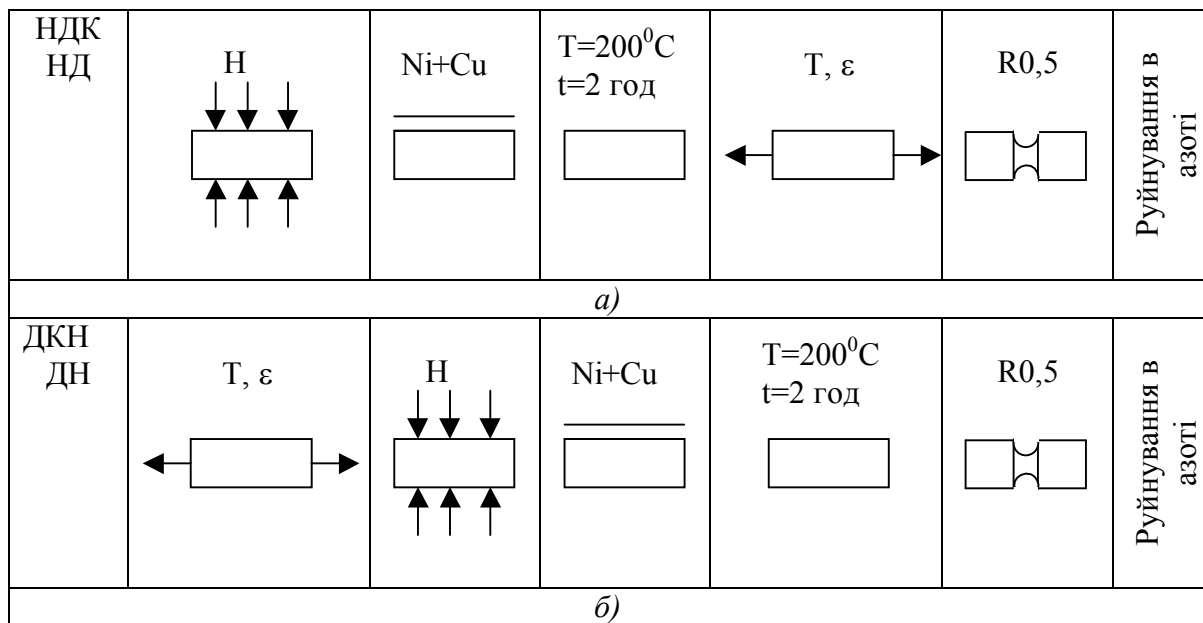 НДК
НД
H
Ni+Cu
T=200⁰C
t=2 год
T, ε
R0,5
Руйнування в
азоті
а)
ДКН
ДН
T, ε
H
Ni+Cu
T=200⁰C
t=2 год
R0,5
Руйнування в
азоті
б)